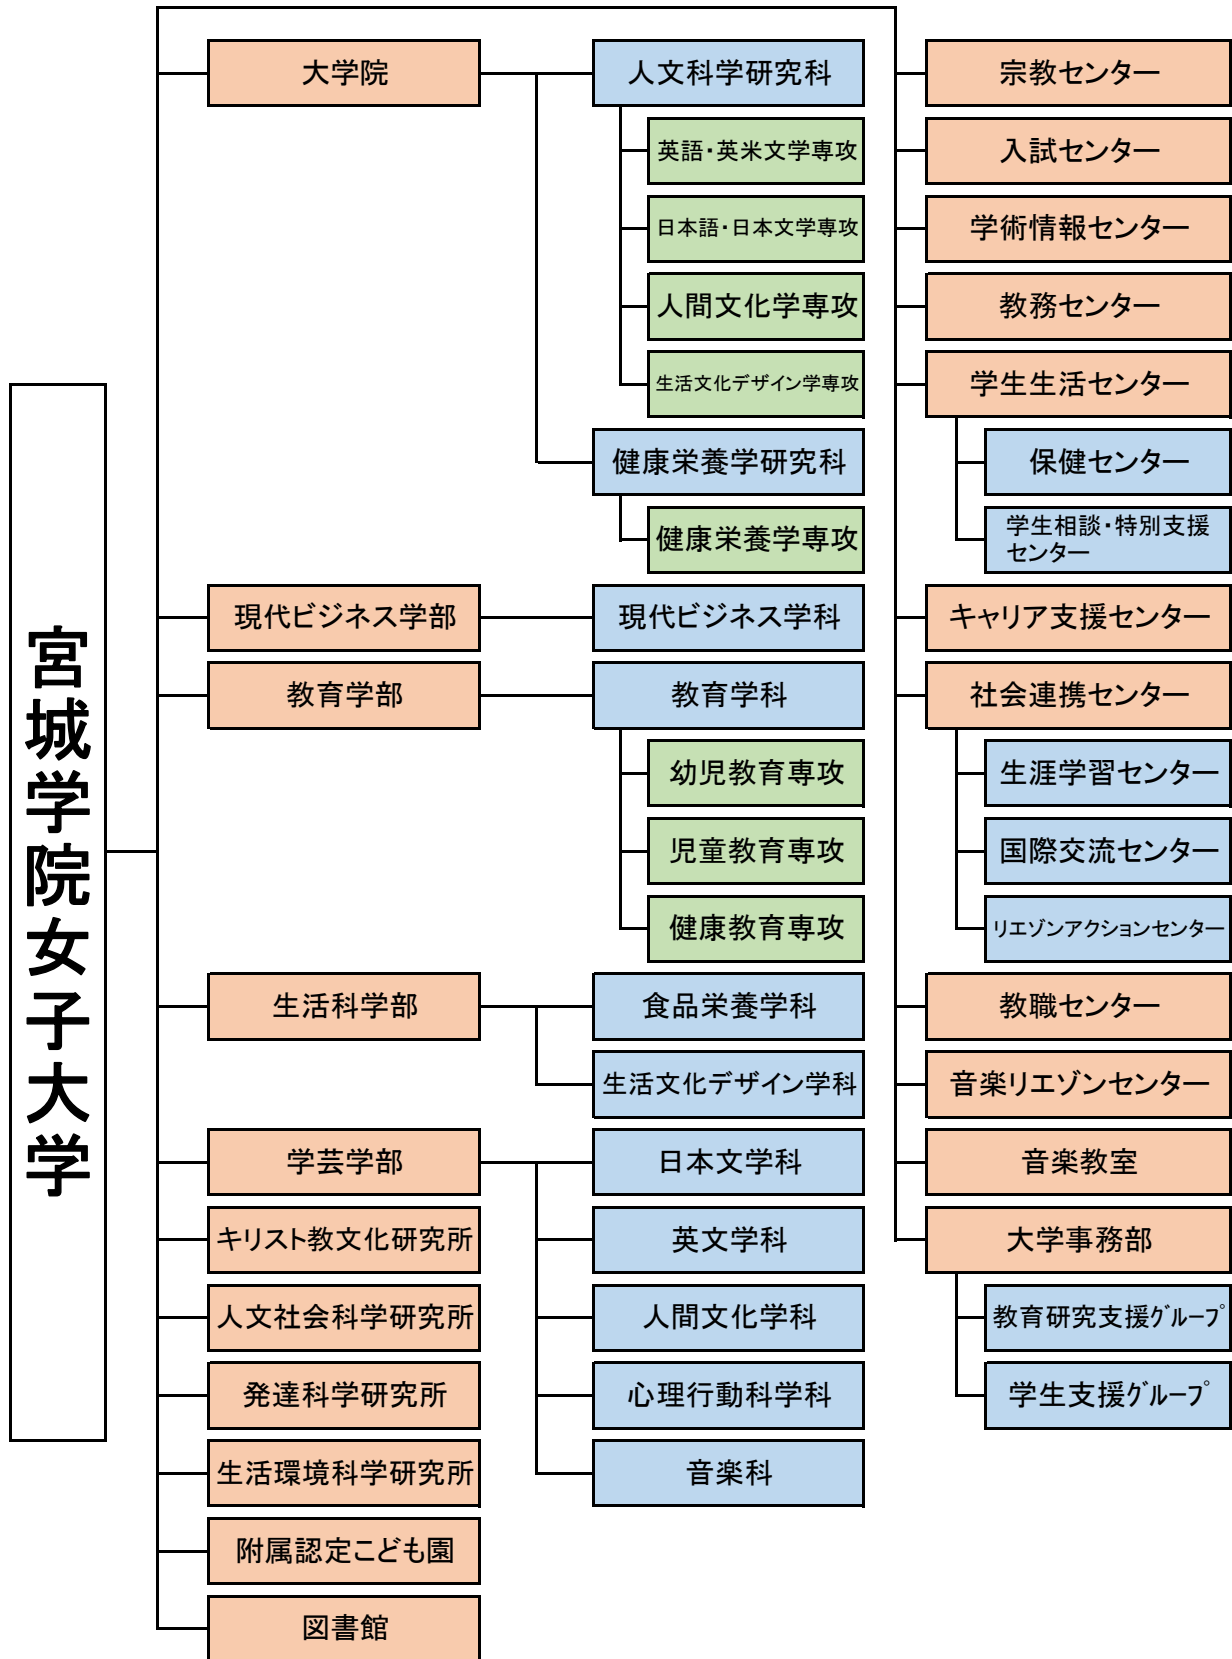 宮城学院女子大学
大学院
人文科学研究科
英語・英米文学専攻
日本語・日本文学専攻
人間文化学専攻
生活文化デザイン学専攻
健康栄養学研究科
健康栄養学専攻
現代ビジネス学部
現代ビジネス学科
教育学部
教育学科
幼児教育専攻
児童教育専攻
健康教育専攻
生活科学部
食品栄養学科
生活文化デザイン学科
学芸学部
日本文学科
英文学科
人間文化学科
心理行動科学科
音楽科
キリスト教文化研究所
人文社会科学研究所
発達科学研究所
生活環境科学研究所
附属認定こども園
図書館
宗教センター
入試センター
学術情報センター
教務センター
学生生活センター
保健センター
学生相談・特別支援
センター
キャリア支援センター
社会連携センター
生涯学習センター
国際交流センター
リエゾンアクションセンター
教職センター
音楽リエゾンセンター
音楽教室
大学事務部
教育研究支援ｸﾞﾙｰﾌﾟ
学生支援ｸﾞﾙｰﾌﾟ